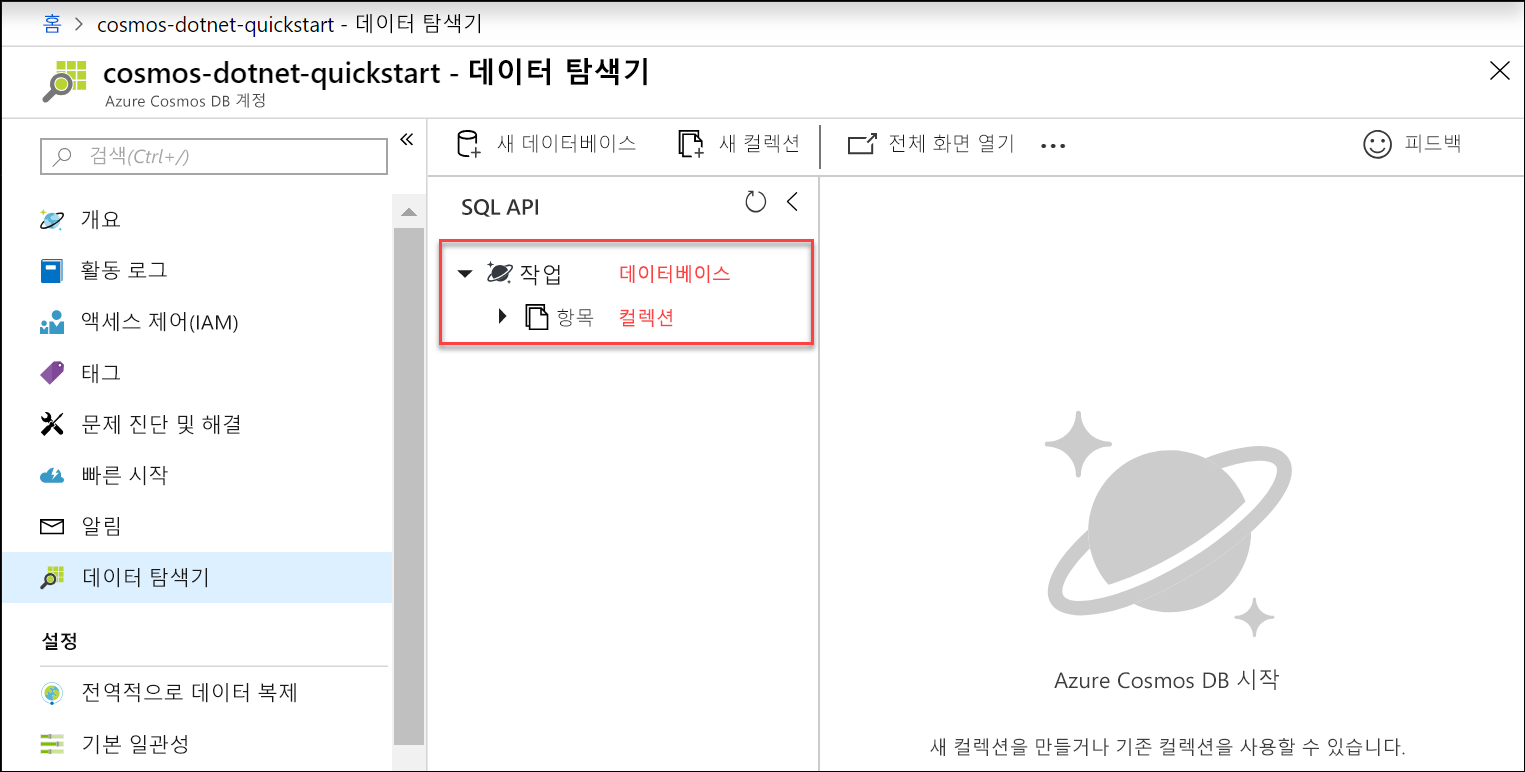 홈 > cosmos-dotnet-quickstart - 데이터 탐색기
cosmos-dotnet-quickstart - 데이터 탐색기
Azure Cosmos DB 계정
검색(Ctrl+/)
개요
활동 로그
액세스 제어(IAM)
태그
문제 진단 및 해결
빠른 시작
알림
데이터 탐색기
설정
전역적으로 데이터 복제
기본 일관성
새 데이터베이스 새 컬렉션 전체 화면 열기 ... 피드백
SQL API
작업 데이터베이스
항목 컬렉션
Azure Cosmos DB 시작
새 컬렉션을 만들거나 기존 컬렉션을 사용할 수 있습니다.